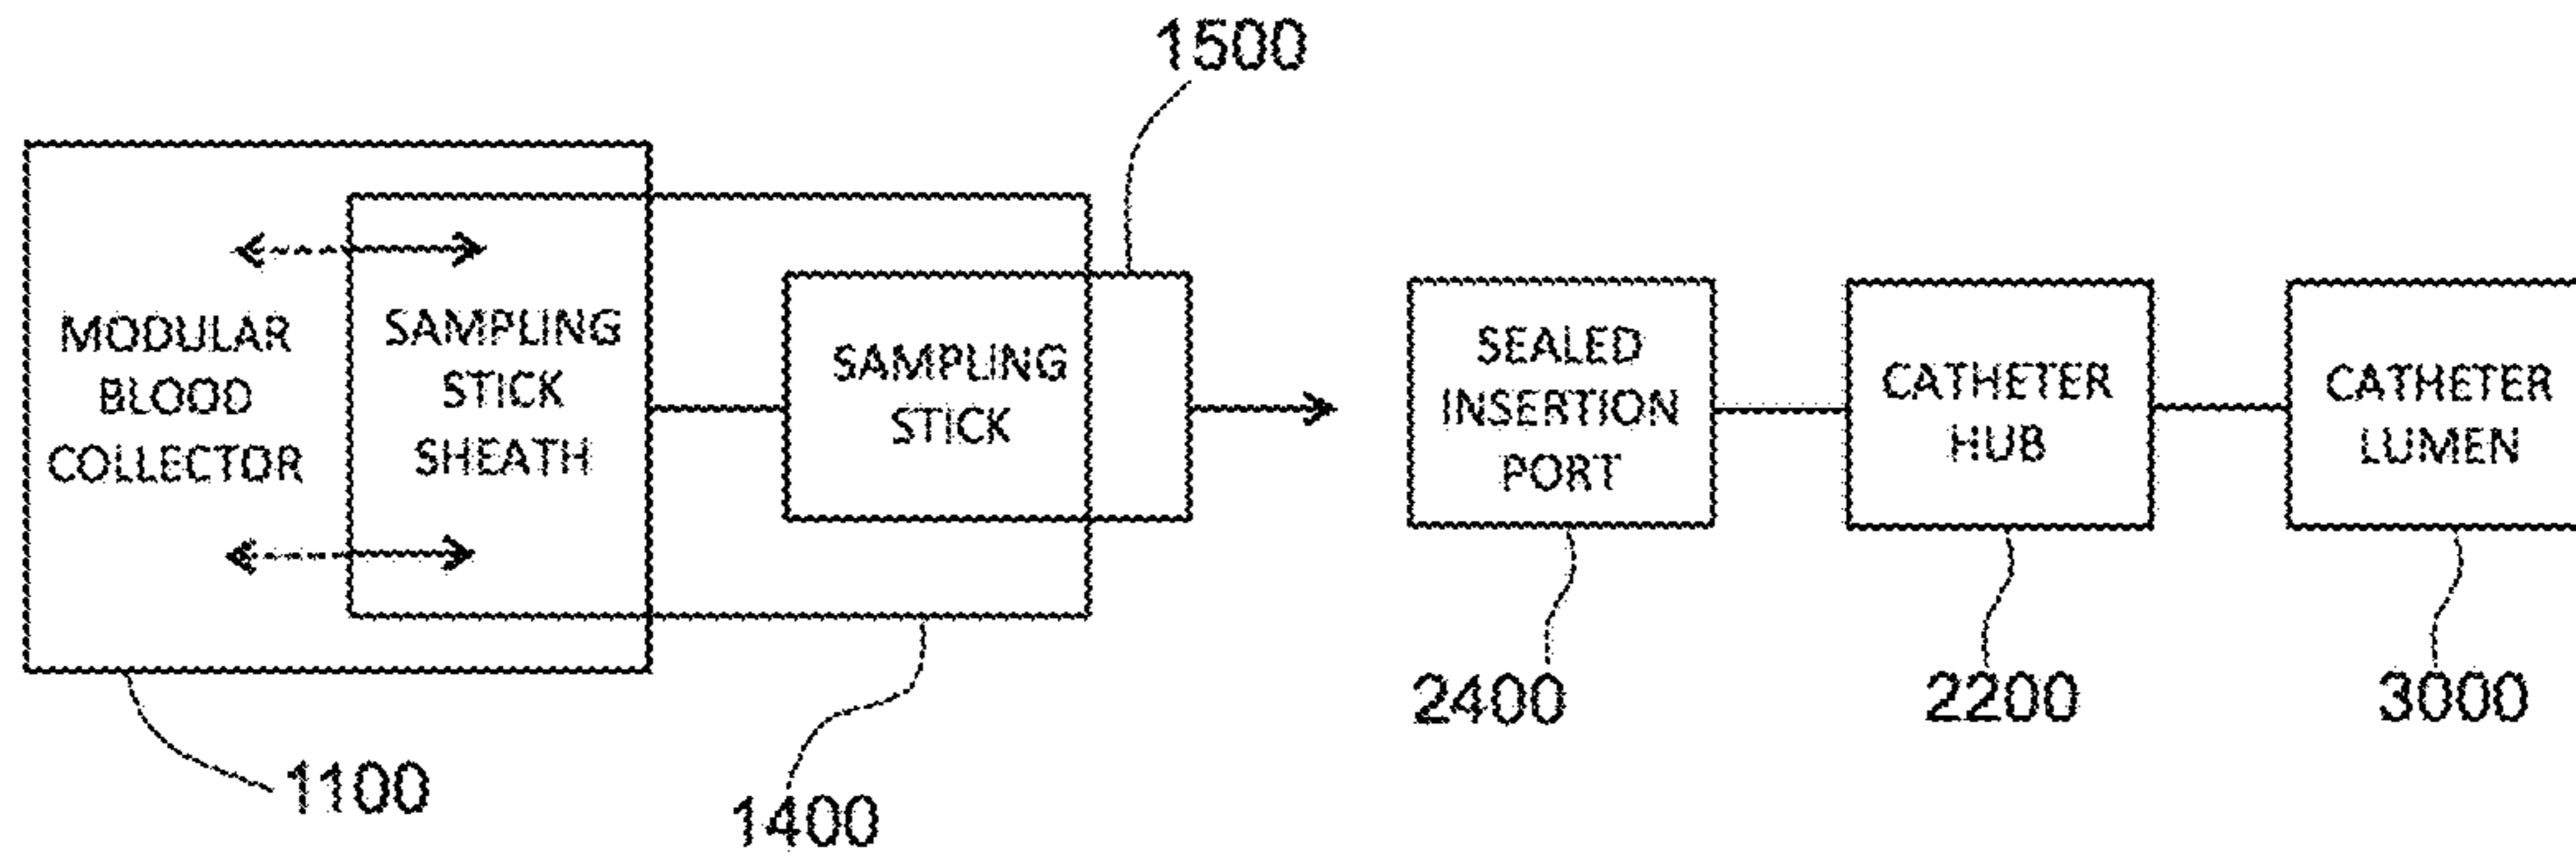 1500
MODULAR
BLOOD
COLLECTOR
SAMPLING
STICK
SHEATH
SAMPLING
STICK
SEALED
INSERTION
PORT
CATHETER
HUB
CATHETER
LUMEN
2400
2200
3000
1100
1400